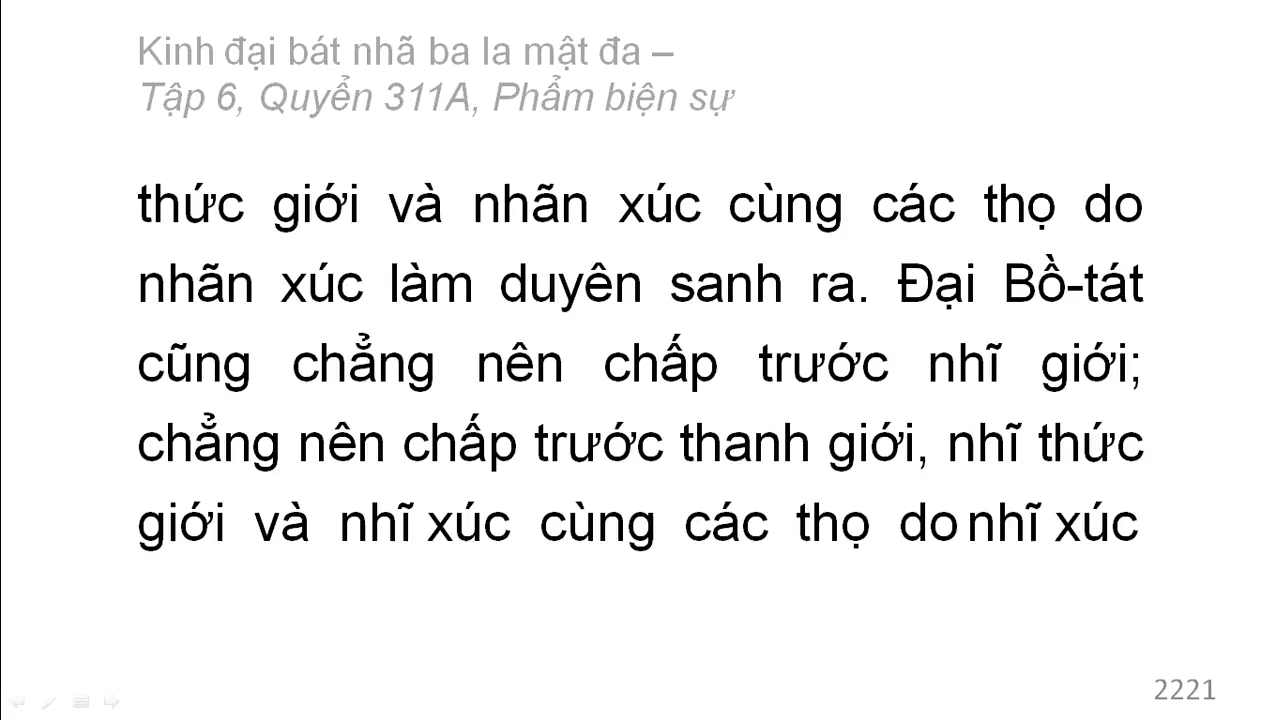 Kinh đại bát nhã ba la mật đa –
Tập 6, Quyển 311A, Phẩm biện sự
thức giới và nhãn xúc cùng các thọ do
nhãn xúc làm duyên sanh ra. Đại Bồ-tát
cũng chẳng nên chấp trước nhĩ giới;
chẳng nên chấp trước thanh giới, nhĩ thức
giới và nhĩ xúc cùng các thọ do nhĩ xúc
2221